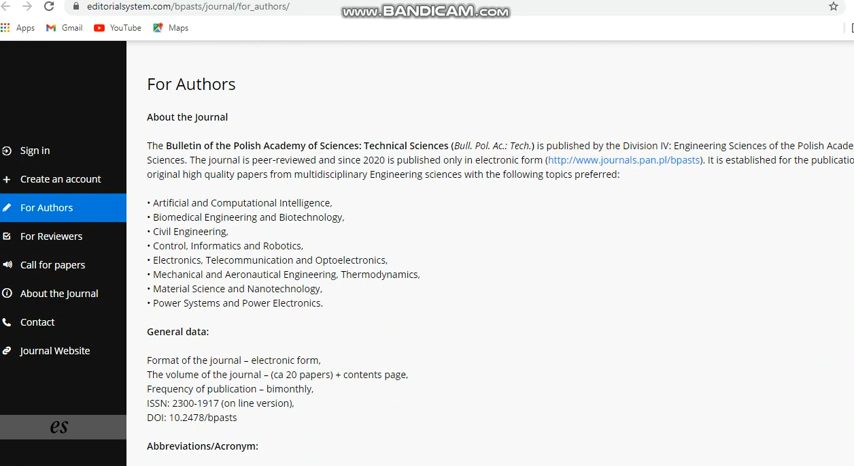 editorialsystem.com/bpasts/journal/for_authors/
www.BANDICAM.com
Apps
Gmail
YouTube
Maps
For Authors
About the Journal
The Bulletin of the Polish Academy of Sciences: Technical Sciences (Bull. Pol. Ac.: Tech.) is published by the Division IV: Engineering Sciences of the Polish Acade
Sciences. The journal is peer-reviewed and since 2020 is published only in electronic form (http://www.journals.pan.pl/bpasts). It is established for the publicatio
original high quality papers from multidisciplinary Engineering sciences with the following topics preferred:
• Artificial and Computational Intelligence,
• Biomedical Engineering and Biotechnology,
• Civil Engineering,
• Control, Informatics and Robotics,
• Electronics, Telecommunication and Optoelectronics,
• Mechanical and Aeronautical Engineering, Thermodynamics,
• Material Science and Nanotechnology,
• Power Systems and Power Electronics.
General data:
Format of the journal – electronic form,
The volume of the journal – (ca 20 papers) + contents page,
Frequency of publication – bimonthly,
ISSN: 2300-1917 (on line version),
DOI: 10.2478/bpasts
Abbreviations/Acronym:
Sign in
Create an account
For Authors
For Reviewers
Call for papers
About the Journal
Contact
Journal Website
es